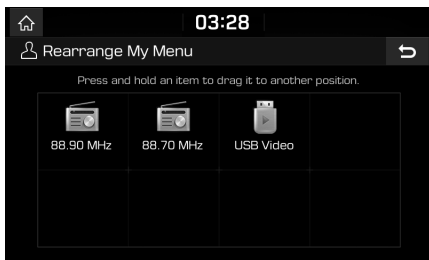 03:28
Rearrange My Menu
Press and hold an item to drag it to another position.
88.90 MHz 88.70 MHz USB Video